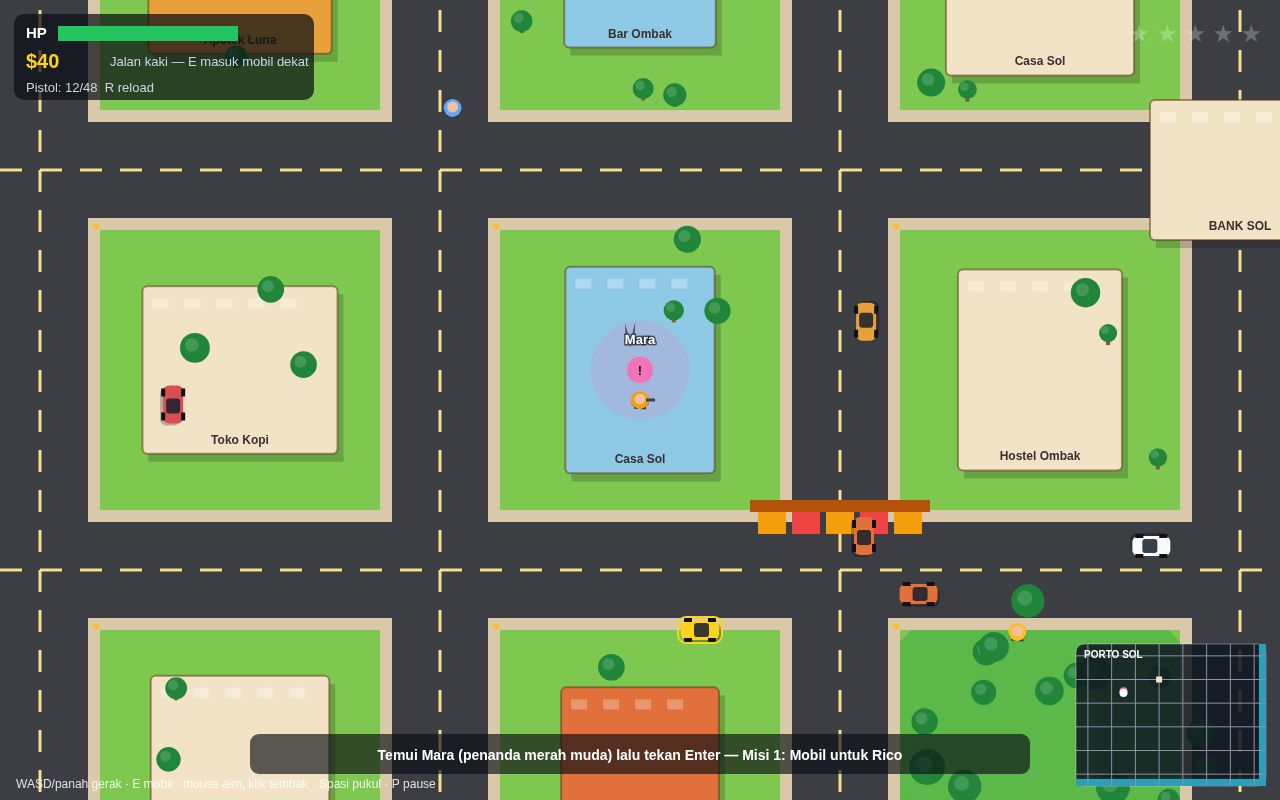 HP
Apotek Luna
Bar Ombak
Casa Sol
★ ★ ★ ★ ★
$40
Jalan kaki — E masuk mobil dekat
Pistol: 12/48 R reload
BANK SOL
Mara
!
Toko Kopi
Casa Sol
Hostel Ombak
PORTO SOL
Temui Mara (penanda merah muda) lalu tekan Enter — Misi 1: Mobil untuk Rico
WASD/panah gerak · E mobil · mouse aim, klik tembak · Spasi pukul · P pause